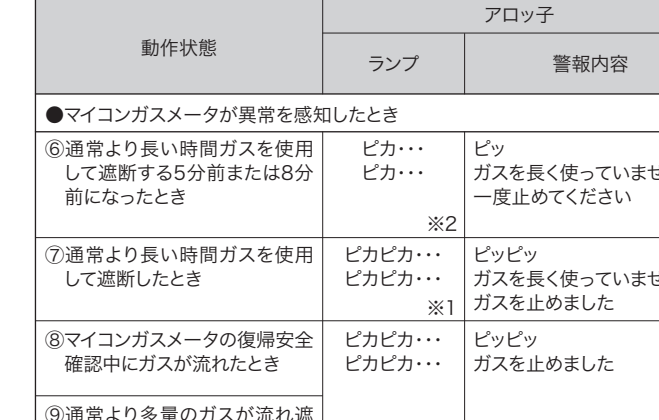 アロッ子
動作状態
ランプ
警報内容
●マイコンガスメータが異常を感知したとき
⑥通常より長い時間ガスを使用
して遮断する5分前または8分
前になったとき
ピカ･･･
ピカ･･･
※2
ピッ
ガスを長く使っていませ
一度止めてください
⑦通常より長い時間ガスを使用
して遮断したとき
ピカピカ･･･
ピカピカ･･･
※1
ピッピッ
ガスを長く使っていませ
ガスを止めました
⑧マイコンガスメータの復帰安全
確認中にガスが流れたとき
ピカピカ･･･
ピカピカ･･･
ピッピッ
ガスを止めました
⑨通常より多量のガスが流れ遮